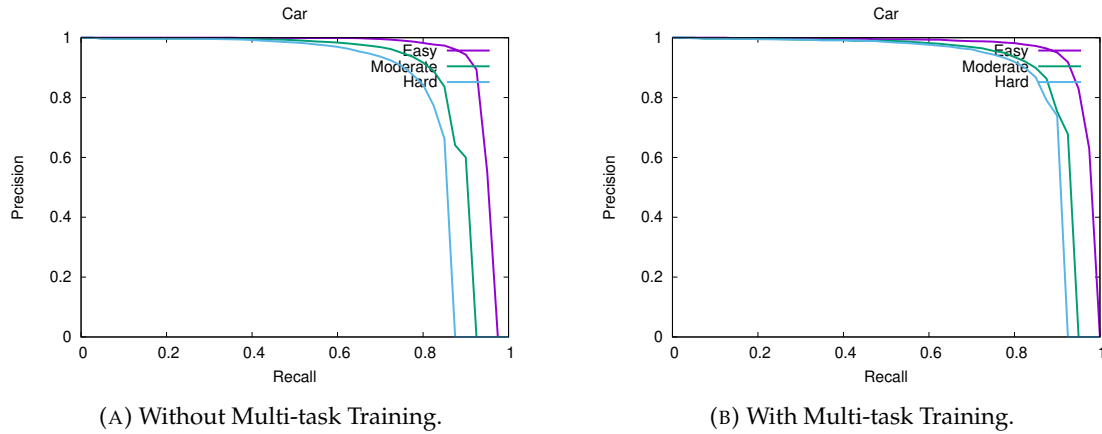 Car
1
0.8
0.6
0.4
0.2
0
0 0.2 0.4 0.6 0.8 1
Precision
Recall
Easy
Moderate
Hard
(A) Without Multi-task Training.
Car
1
0.8
0.6
0.4
0.2
0
0 0.2 0.4 0.6 0.8 1
Precision
Recall
Easy
Moderate
Hard
(B) With Multi-task Training.